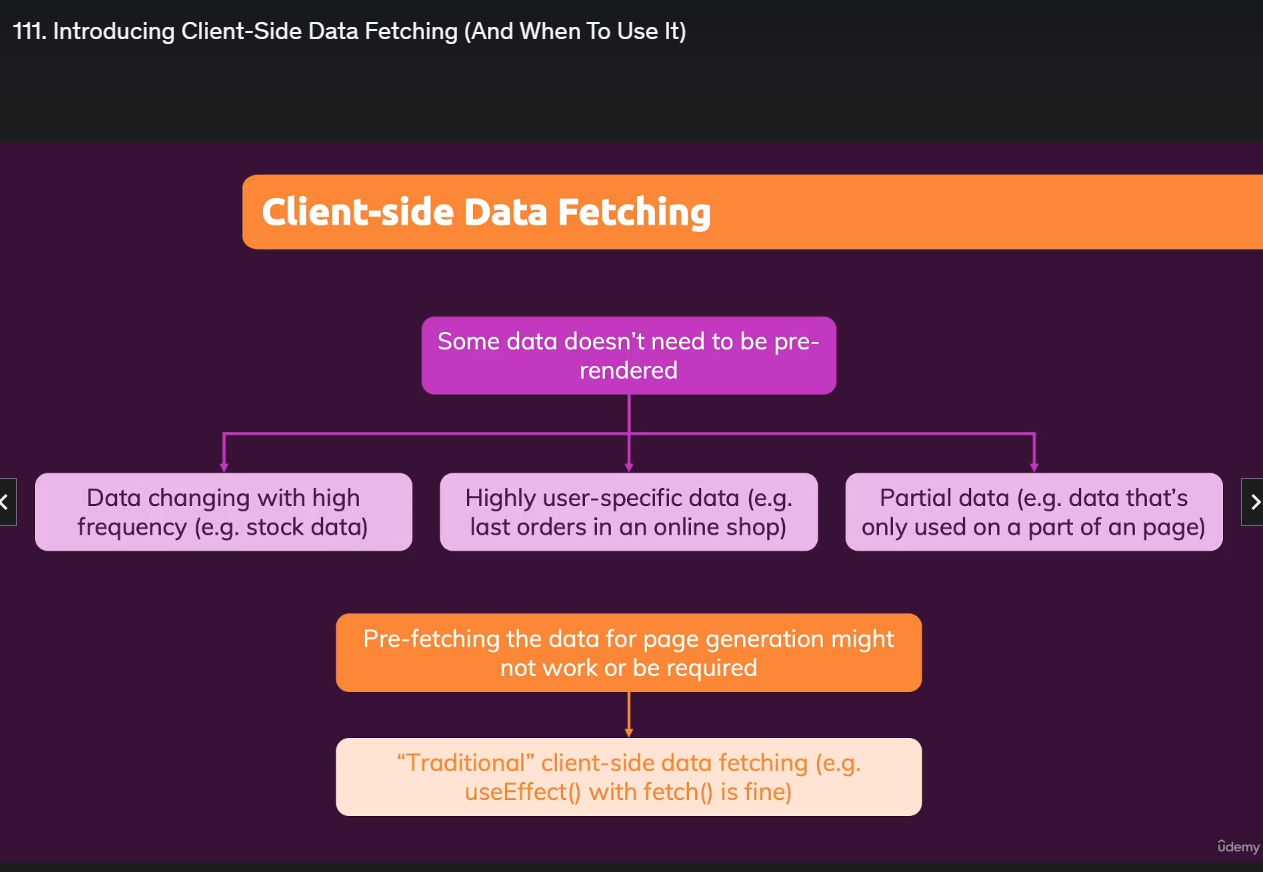 111. Introducing Client-Side Data Fetching (And When To Use It)
Client-side Data Fetching
Some data doesn’t need to be pre-
rendered
Data changing with high
frequency (e.g. stock data)
Highly user-specific data (e.g.
last orders in an online shop)
Partial data (e.g. data that’s
only used on a part of an page)
Pre-fetching the data for page generation might
not work or be required
“Traditional” client-side data fetching (e.g.
useEffect() with fetch() is fine)
ûdemy